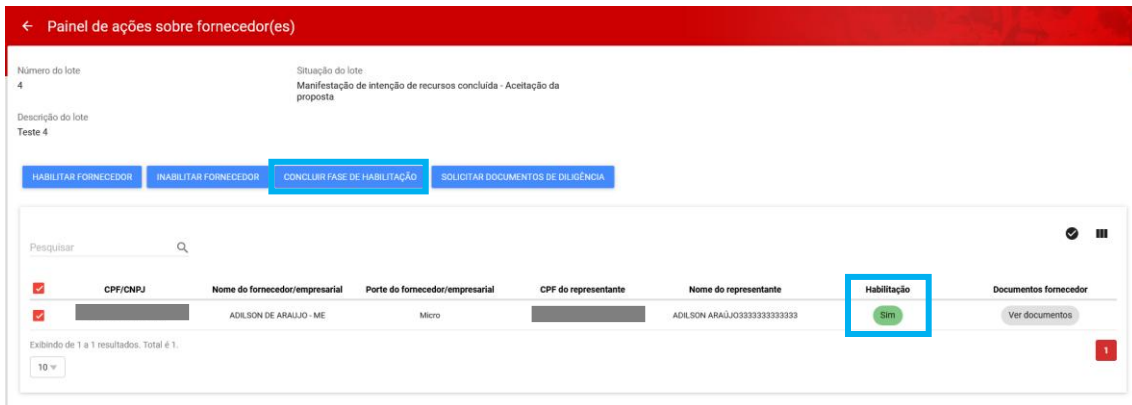 Painel de ações sobre fornecedor(es)
Número do lote
4
Situação do lote
Manifestação de intenção de recursos concluída - Aceitação da
proposta
Descrição do lote
Teste 4
HABILITAR FORNECEDOR INABILITAR FORNECEDOR CONCLUIR FASE DE HABILITAÇÃO SOLICITAR DOCUMENTOS DE DILIGÊNCIA
Pesquisar
CPF/CNPJ Nome do fornecedor/empresarial Porte do fornecedor/empresarial CPF do representante Nome do representante Habilitação Documentos fornecedor
ADILSON DE ARAUJO - ME Micro ADILSON ARAÚJO3333333333333 Sim Ver documentos
Exibindo de 1 a 1 resultados. Total é 1.
1
10